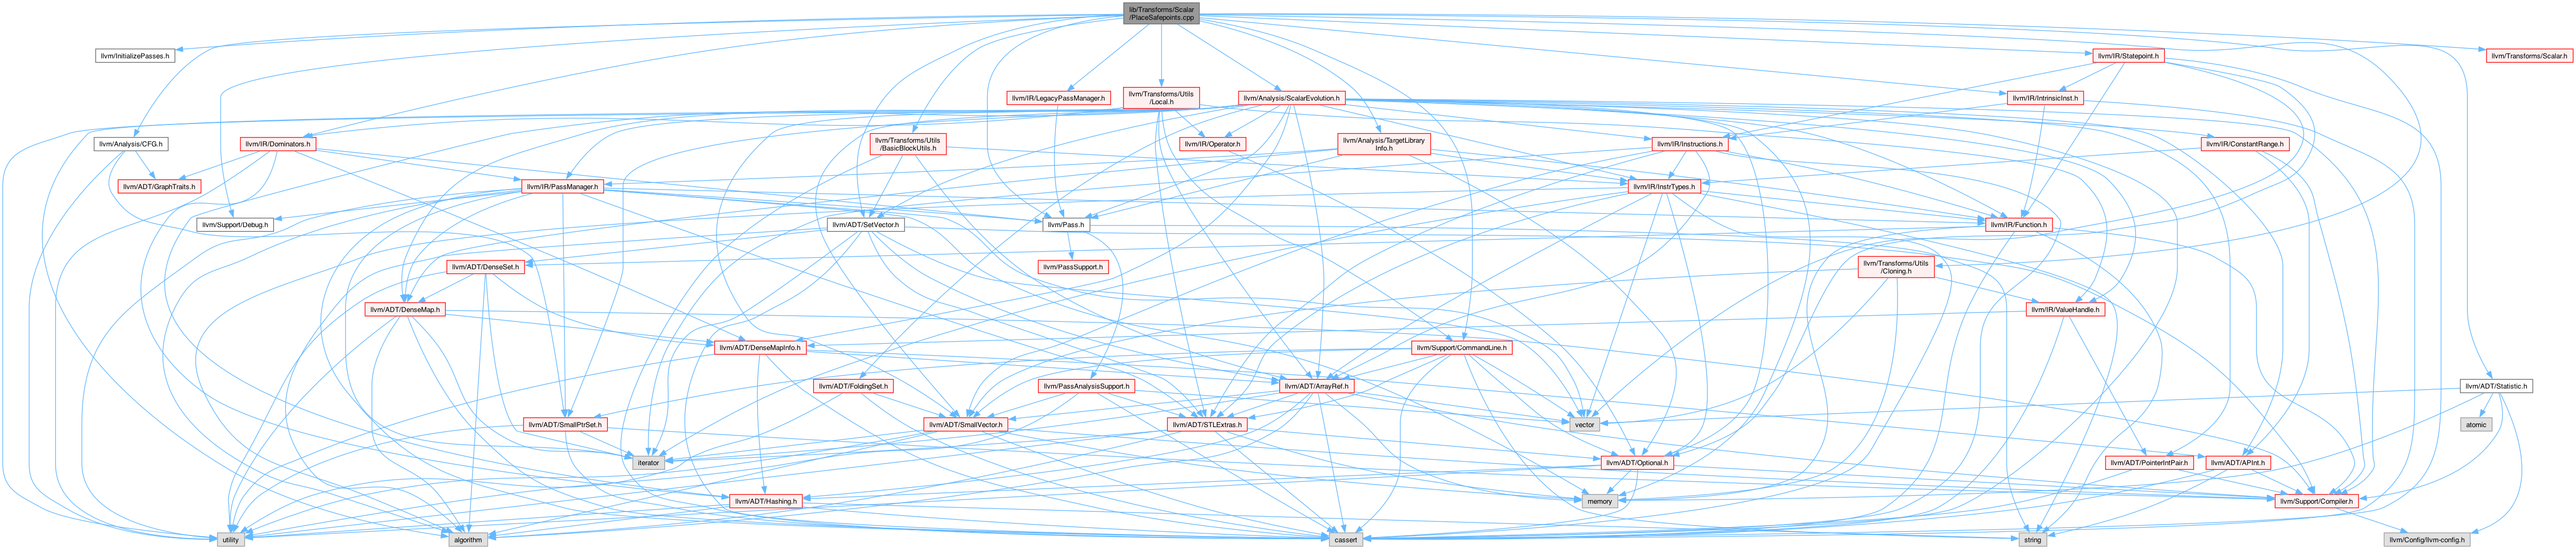 lib/Transforms/Scalar
/PlaceSafepoints.cpp
llvm/InitializePasses.h
llvm/IR/Statepoint.h
llvm/Transforms/Scalar.h
llvm/IR/LegacyPassManager.h
llvm/Transforms/Utils
/Local.h
llvm/Analysis/ScalarEvolution.h
llvm/IR/IntrinsicInst.h
llvm/Analysis/CFG.h
llvm/IR/Dominators.h
llvm/Transforms/Utils
/BasicBlockUtils.h
llvm/IR/Operator.h
llvm/Analysis/TargetLibrary
Info.h
llvm/IR/Instructions.h
llvm/IR/ConstantRange.h
llvm/ADT/GraphTraits.h
llvm/IR/PassManager.h
llvm/IR/InstrTypes.h
llvm/Support/Debug.h
llvm/ADT/SetVector.h
llvm/Pass.h
llvm/IR/Function.h
llvm/ADT/DenseSet.h
llvm/PassSupport.h
llvm/Transforms/Utils
/Cloning.h
llvm/ADT/DenseMap.h
llvm/IR/ValueHandle.h
llvm/ADT/DenseMapInfo.h
llvm/Support/CommandLine.h
llvm/ADT/FoldingSet.h
llvm/PassAnalysisSupport.h
llvm/ADT/ArrayRef.h
llvm/ADT/Statistic.h
llvm/ADT/SmallPtrSet.h
llvm/ADT/SmallVector.h
llvm/ADT/STLExtras.h
vector
atomic
iterator
llvm/ADT/Optional.h
llvm/ADT/PointerIntPair.h
llvm/ADT/APInt.h
llvm/ADT/Hashing.h
memory
llvm/Support/Compiler.h
utility
algorithm
cassert
string
llvm/Config/llvm-config.h